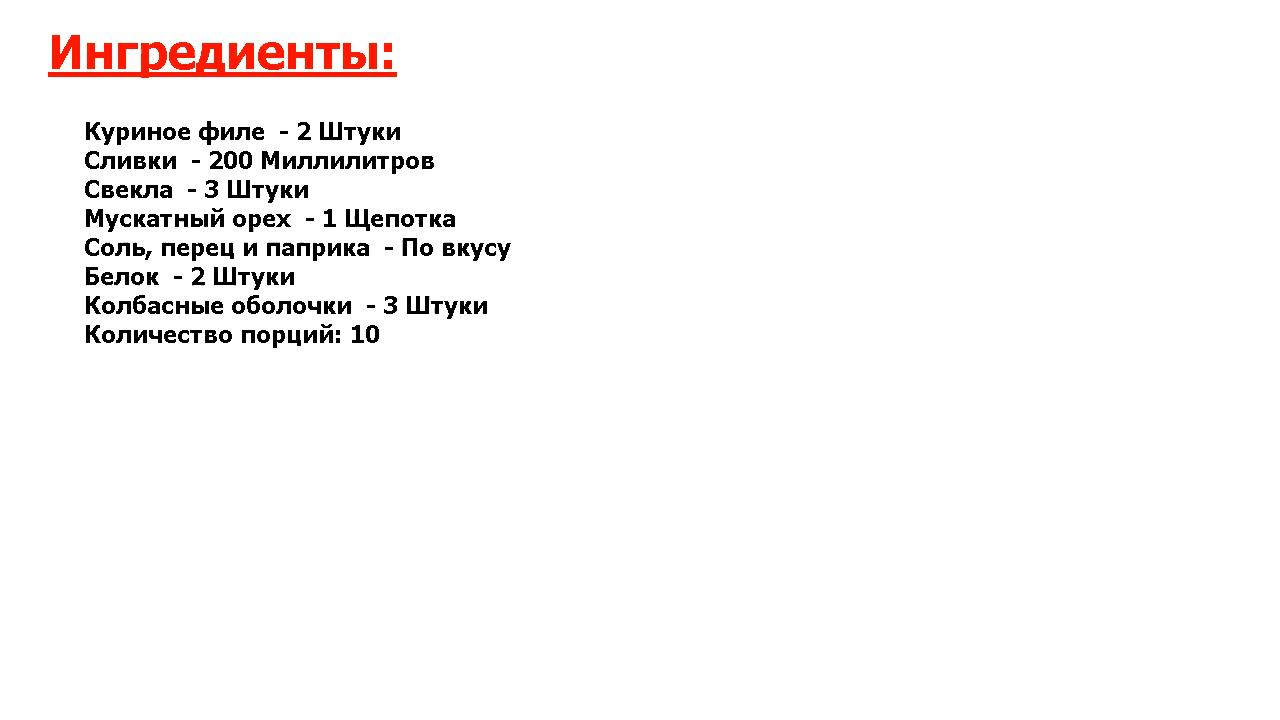 Ингредиенты:
Куриное филе  - 2 Штуки
Сливки  - 200 Миллилитров
Свекла  - 3 Штуки
Мускатный орех  - 1 Щепотка
Соль, перец и паприка  - По вкусу
Белок  - 2 Штуки
Колбасные оболочки  - 3 Штуки
Количество порций: 10